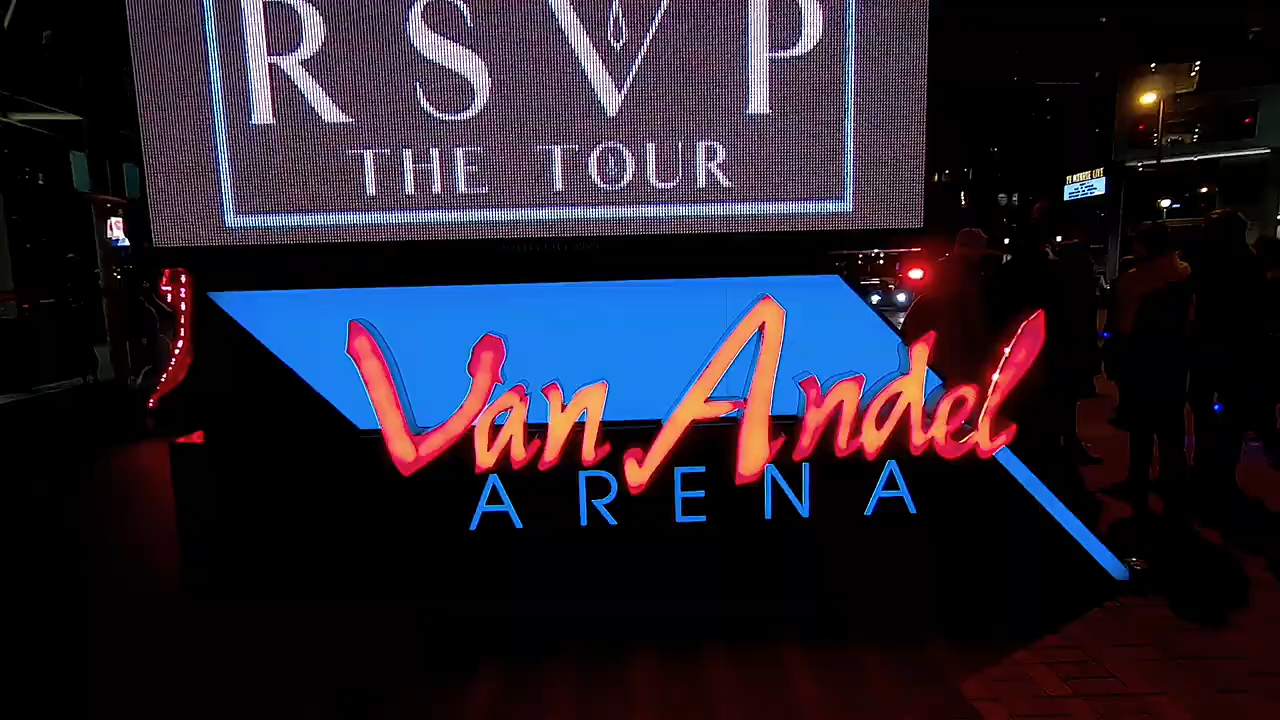 RSVP
THE TOUR
Van Andel
ARENA